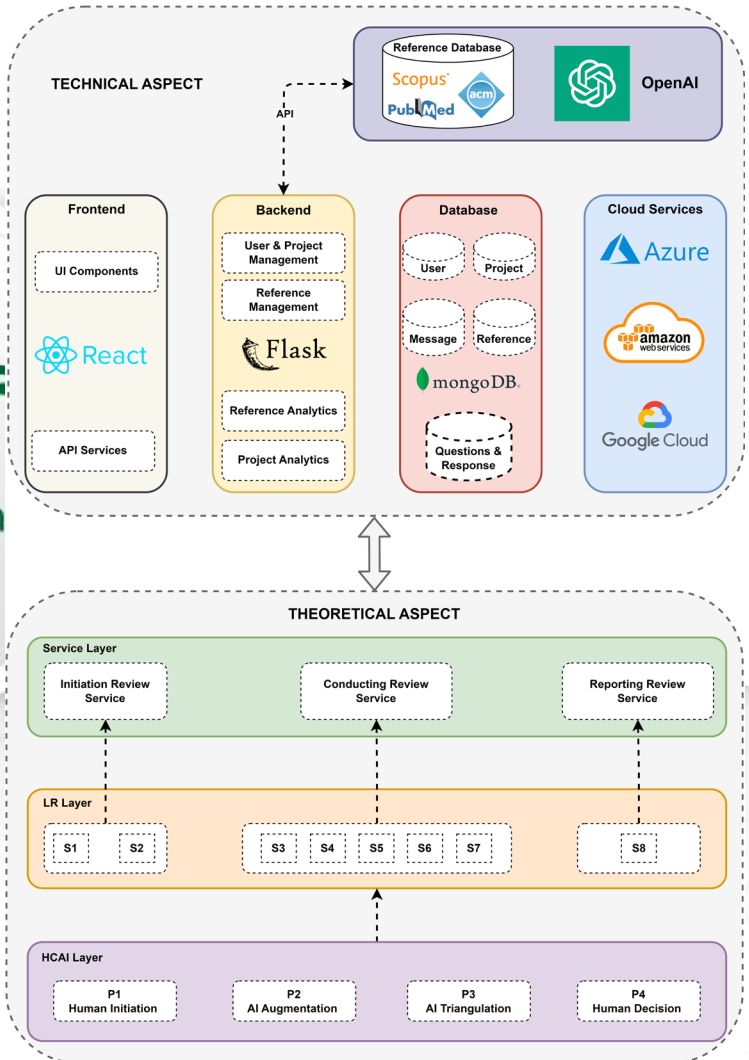 TECHNICAL ASPECT
Reference Database
Scopus
acm
PubMed
OpenAI
API
Frontend
UI Components
React
API Services
Backend
User & Project
Management
Reference
Management
Flask
Reference Analytics
Project Analytics
Database
User
Project
Message
Reference
mongoDB®
Questions &
Response
Cloud Services
Azure
amazon
web services
Google Cloud
THEORETICAL ASPECT
Service Layer
Initiation Review
Service
Conducting Review
Service
Reporting Review
Service
LR Layer
S1
S2
S3
S4
S5
S6
S7
S8
HCAI Layer
P1
Human Initiation
P2
AI Augmentation
P3
AI Triangulation
P4
Human Decision